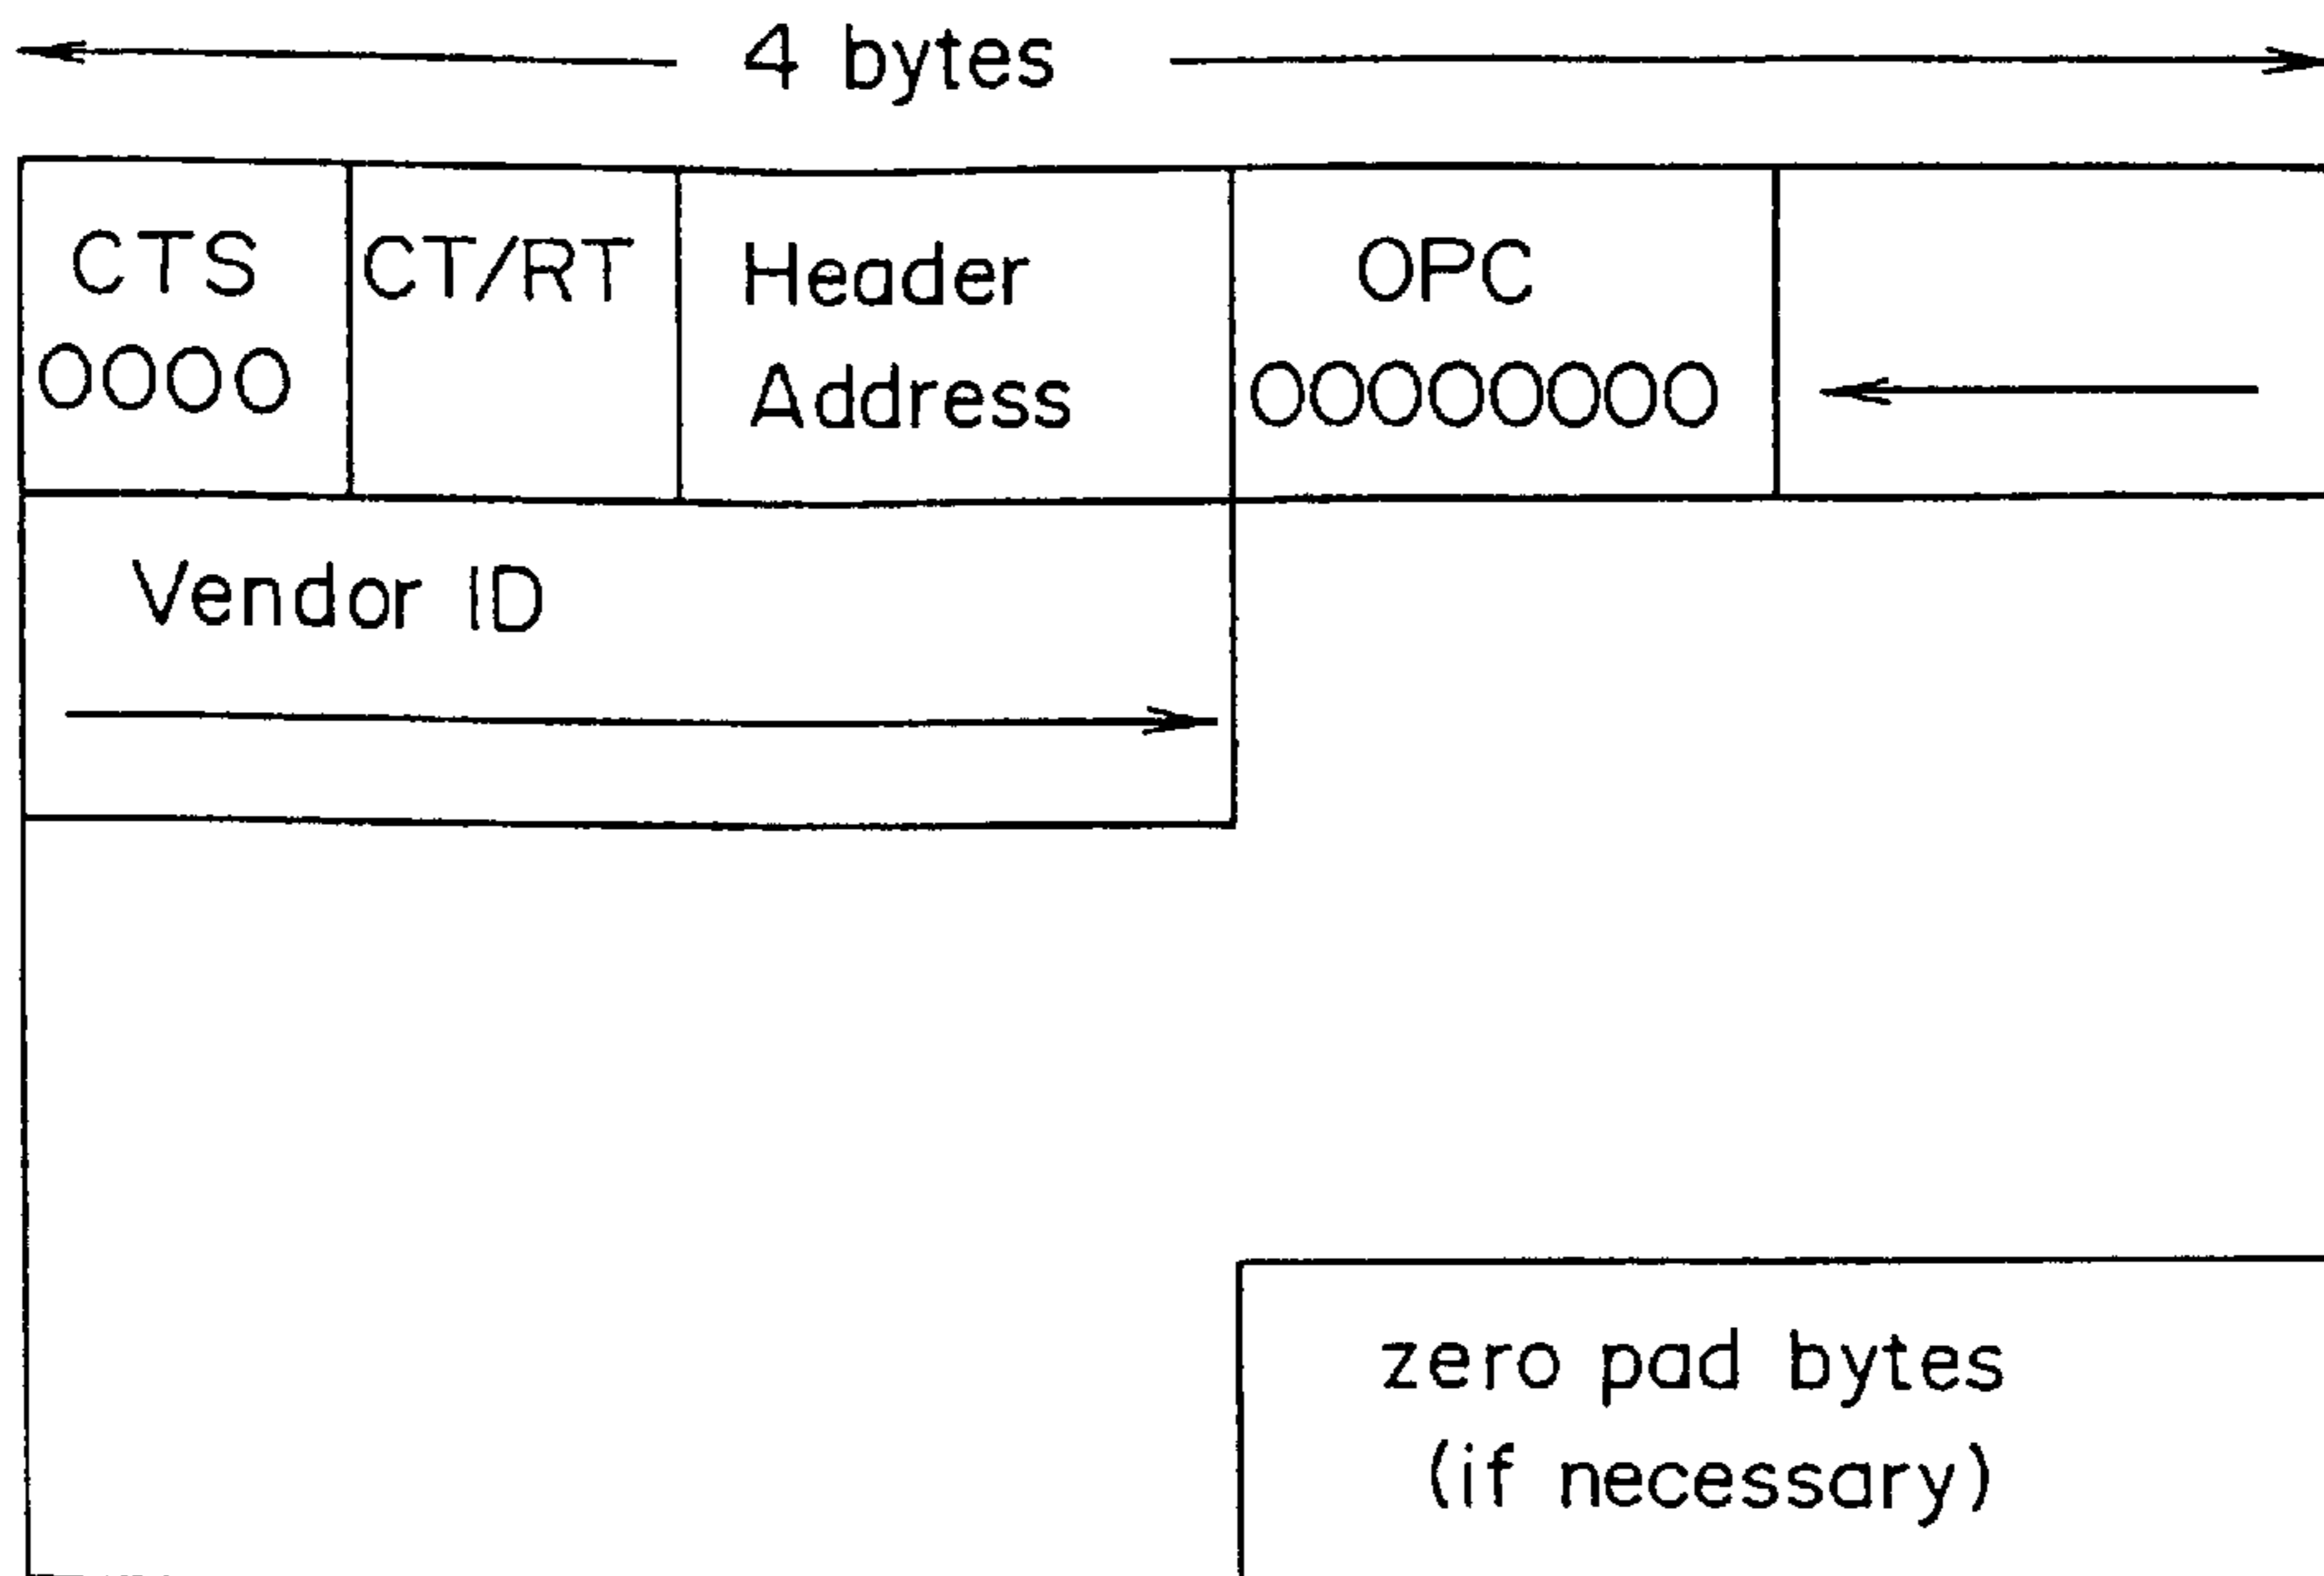 4 bytes
CTS
0000
CT/RT
Header
Address
OPC
00000000
Vendor ID
zero pad bytes
(if necessary)